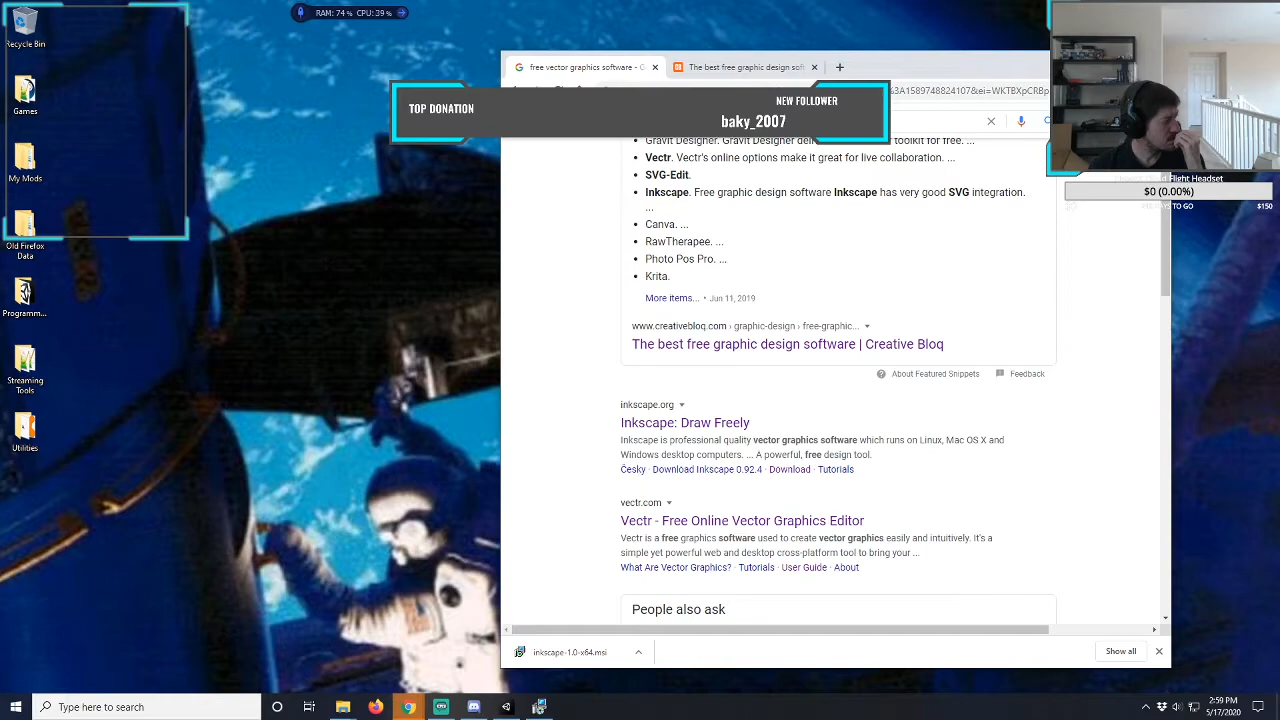 RAM: 74 % CPU: 39 %
Recycle Bin
Games
My Mods
Old Firefox
Data
Programm...
Streaming
Tools
Utilities
free vector graphics software - G
The best free graphic design soft
TOP DONATION
NEW FOLLOWER
baky_2007
%3A1589748824107&ei=WKTBXpCRBp
toolkit for free. ...
Gravit Designer. Gravit Designer
Vectr. Vectr's online options make it great for live collaboration. ...
SVG-Edit.
Inkscape. Free graphic design software Inkscape has very good SVG integration.
...
Canva. ...
RawTherapee. ...
Photo Pos Pro. ...
Krita.
More items... • Jun 11, 2019
www.creativebloq.com › graphic-design › free-graphic...
The best free graphic design software | Creative Bloq
About Featured Snippets
Feedback
inkscape.org
Inkscape: Draw Freely
Inkscape is professional quality vector graphics software which runs on Linux, Mac OS X and
Windows desktop computers. ... A powerful, free design tool.
Česky · Download Inkscape 0.92.4 · Download · Tutorials
vectr.com
Vectr - Free Online Vector Graphics Editor
Vectr is a free graphics software used to create vector graphics easily and intuitively. It's a
simple yet powerful web and desktop cross-platform tool to bring your ...
What Are Vector Graphics? · Tutorials · User Guide · About
People also ask
inkscape-1.0-x64.msi
Show all
Flight Headset
$0 (0.00%)
TO GO
$150
Type here to search
2:59 PM
5/17/2020